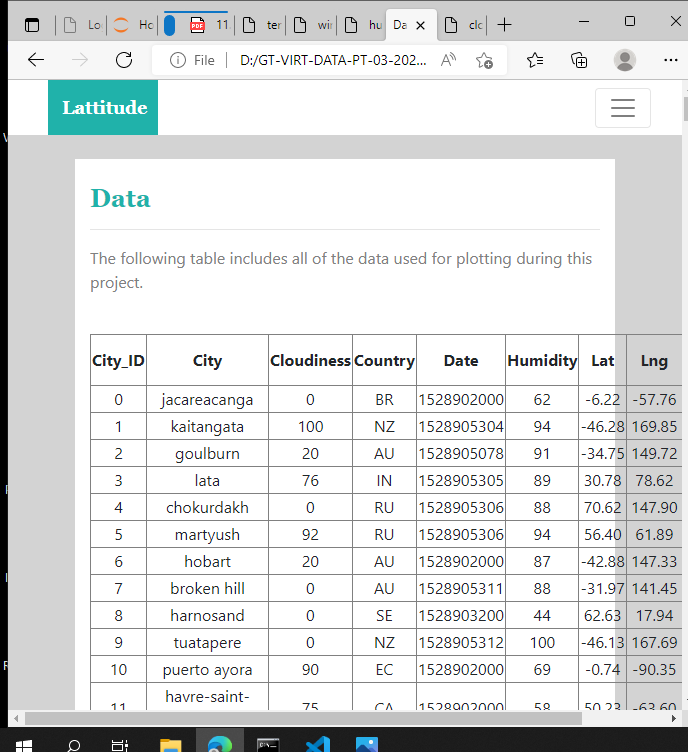 Lo
Ho
11
ter
wir
hu
Da
clo
File
D:/GT-VIRT-DATA-PT-03-202...
Lattitude
Data
The following table includes all of the data used for plotting during this
project.
City_ID City Cloudiness Country Date Humidity Lat Lng
0 jacareacanga 0 BR 1528902000 62 -6.22 -57.76
1 kaitangata 100 NZ 1528905304 94 -46.28 169.85
2 goulburn 20 AU 1528905078 91 -34.75 149.72
3 lata 76 IN 1528905305 89 30.78 78.62
4 chokurdakh 0 RU 1528905306 88 70.62 147.90
5 martyush 92 RU 1528905306 94 56.40 61.89
6 hobart 20 AU 1528902000 87 -42.88 147.33
7 broken hill 0 AU 1528905311 88 -31.97 141.45
8 harnosand 0 SE 1528903200 44 62.63 17.94
9 tuatapere 0 NZ 1528905312 100 -46.13 167.69
10 puerto ayora 90 EC 1528902000 69 -0.74 -90.35
havre-saint-
11 75 CA 1528902000 58 50.23 -63.60